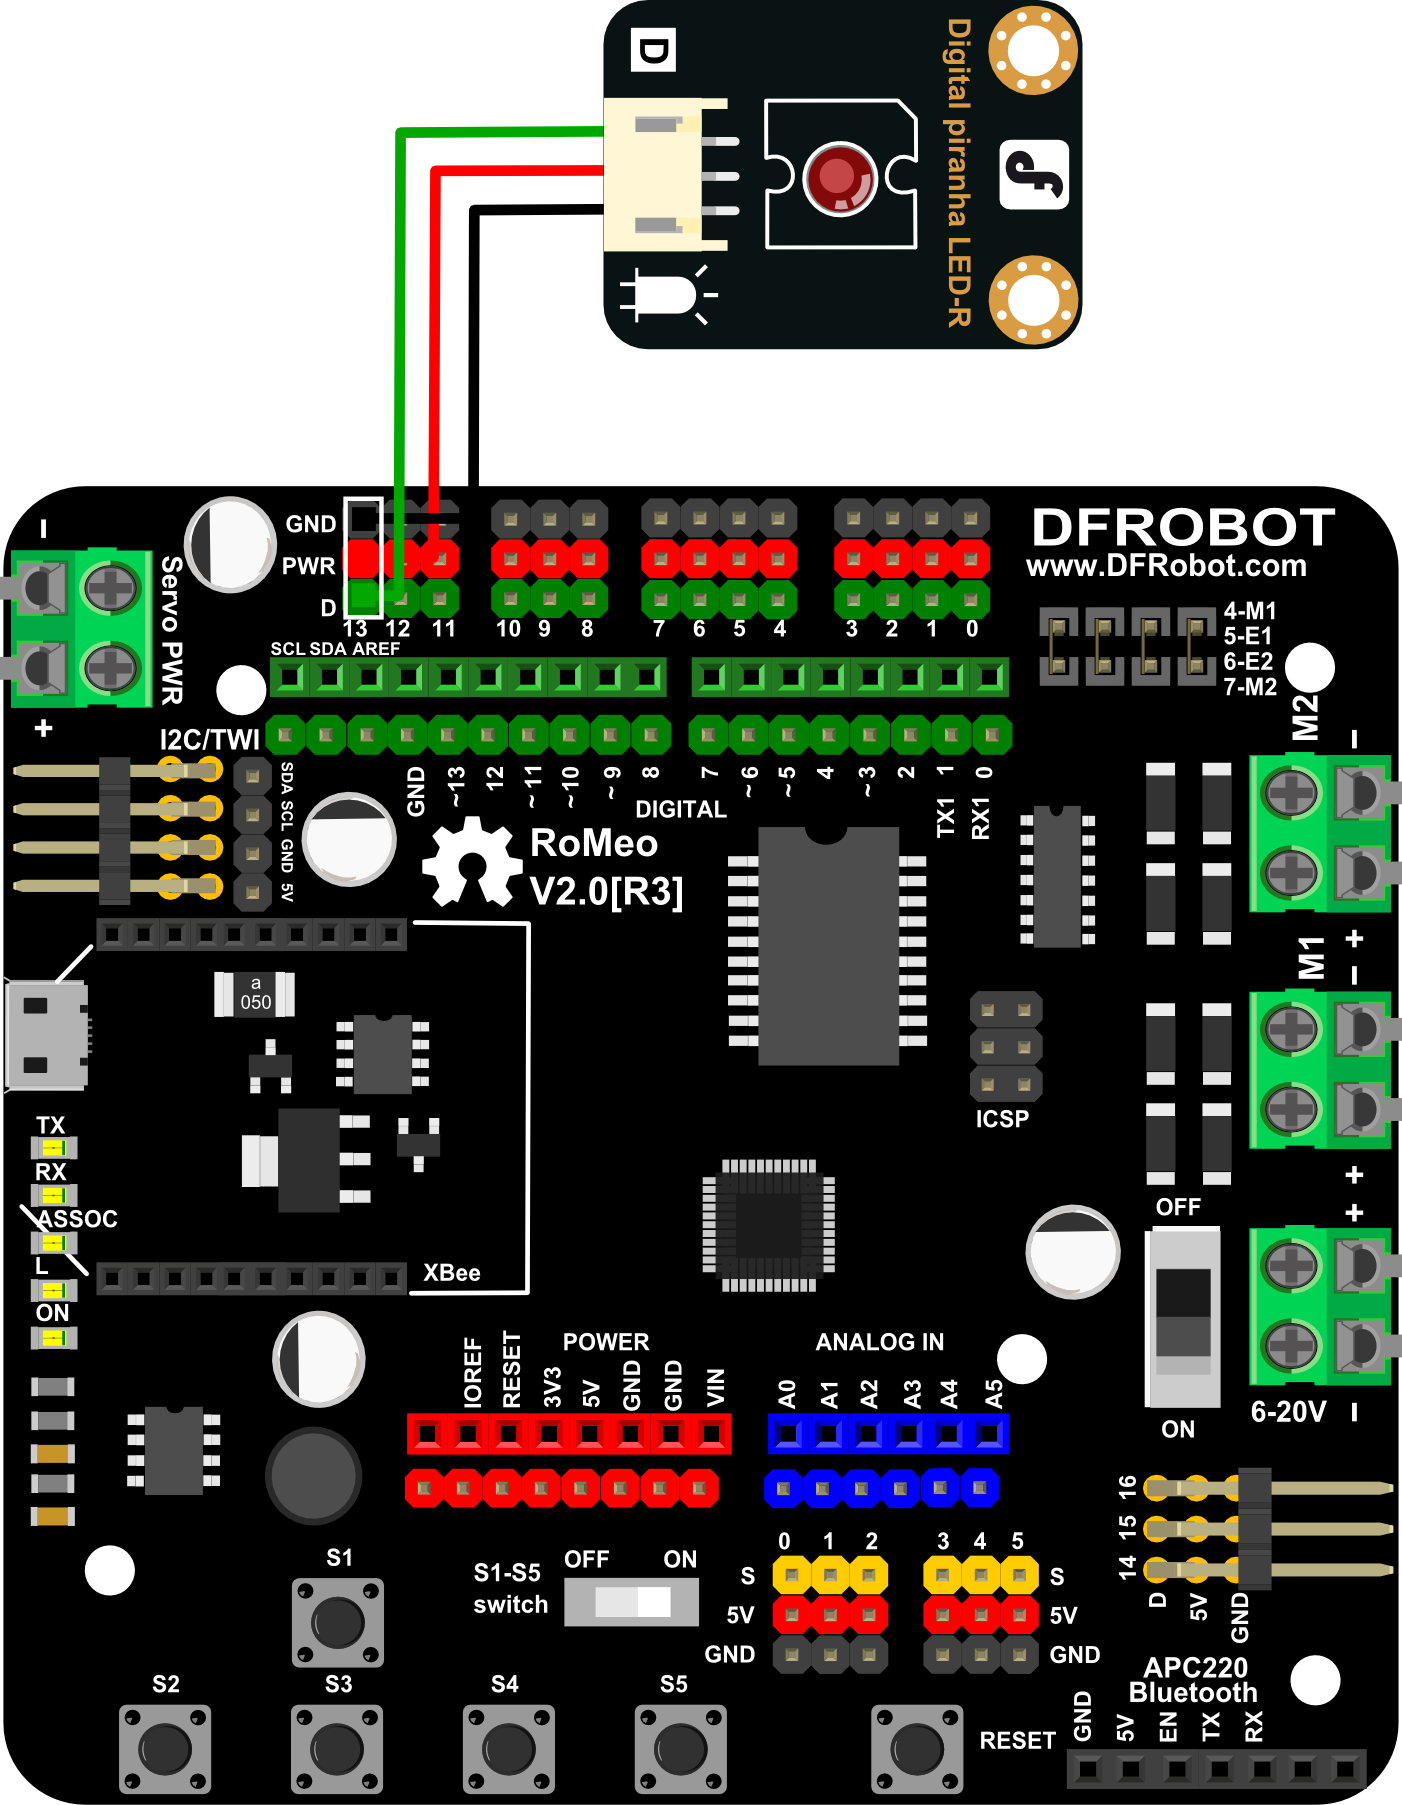 D
Digital piranha LED-R
GND
PWR
D
13 12 11 10 9 8 7 6 5 4 3 2 1 0
DFROBOT
www.DFRobot.com
4-M1
5-E1
6-E2
7-M2
Servo PWR
SCL SDA AREF
I2C/TWI
SDA SCL GND 5V
GND ~13 12 ~11 ~10 ~9 8 7 ~6 ~5 4 ~3 2 1 0
DIGITAL
TX1 RX1
RoMeo
V2.0[R3]
M2
M1
a
050
ICSP
TX
RX
ASSOC
L
ON
XBee
OFF
ON
6-20V
POWER
IOREF RESET 3V3 5V GND GND VIN
ANALOG IN
A0 A1 A2 A3 A4 A5
16
15
14
D 5V GND
0 1 2 3 4 5
S S
5V 5V
GND GND
S1-S5
switch
OFF ON
S1
S2 S3 S4 S5
RESET
APC220
Bluetooth
GND 5V EN TX RX